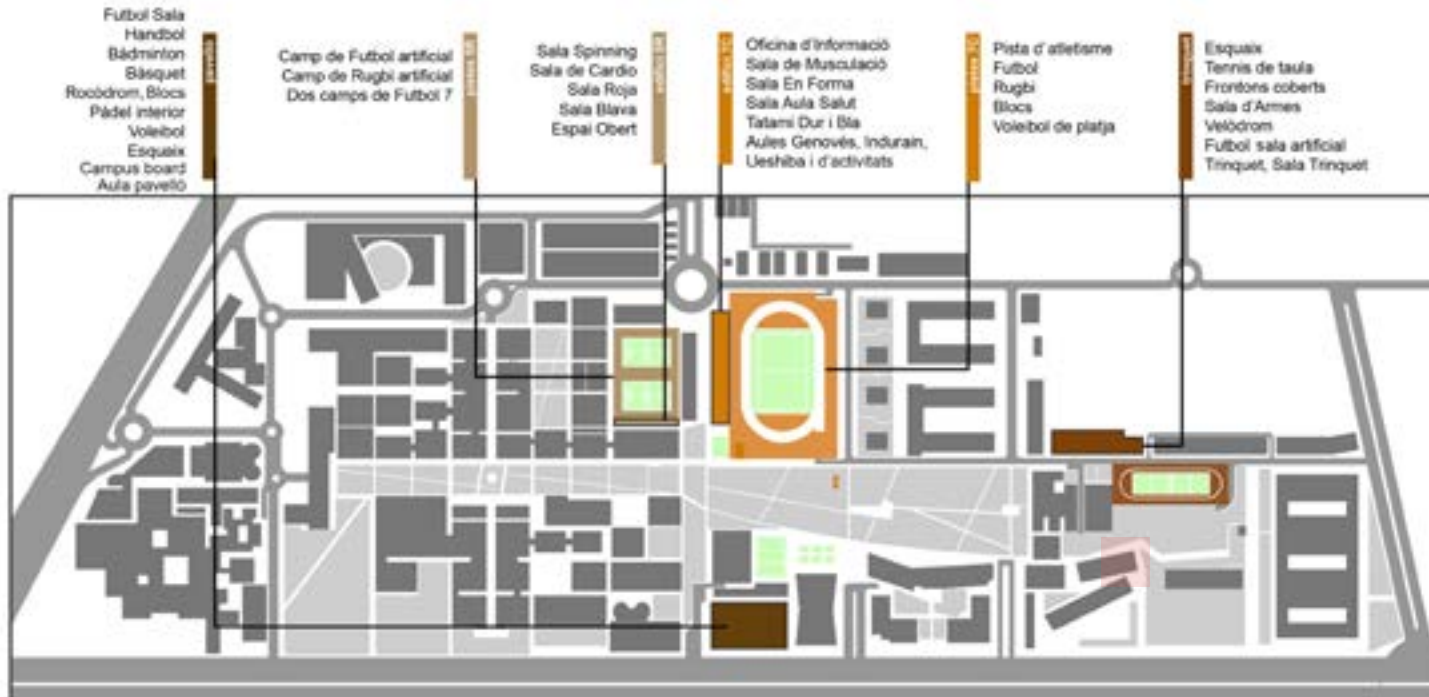 Futbol Sala
Handbol
Bàdminton
Bàsquet
Rocòdrom, Blocs
Pàdel interior
Voleibol
Esquaix
Campus board
Aula pavelló
pavelló
Camp de Futbol artificial
Camp de Rugbi artificial
Dos camps de Futbol 7
Sala Spinning
Sala de Cardio
Sala Roja
Sala Blava
Espai Obert
Oficina d'Informació
Sala de Musculació
Sala En Forma
Sala Aula Salut
Tatami Dur i Bla
Aules Genovés, Indurain,
Ueshiba i d'activitats
Pista d'atletisme
Futbol
Rugbi
Blocs
Voleibol de platja
Esquaix
Tennis de taula
Frontons coberts
Sala d'Armes
Velòdrom
Futbol sala artificial
Trinquet, Sala Trinquet